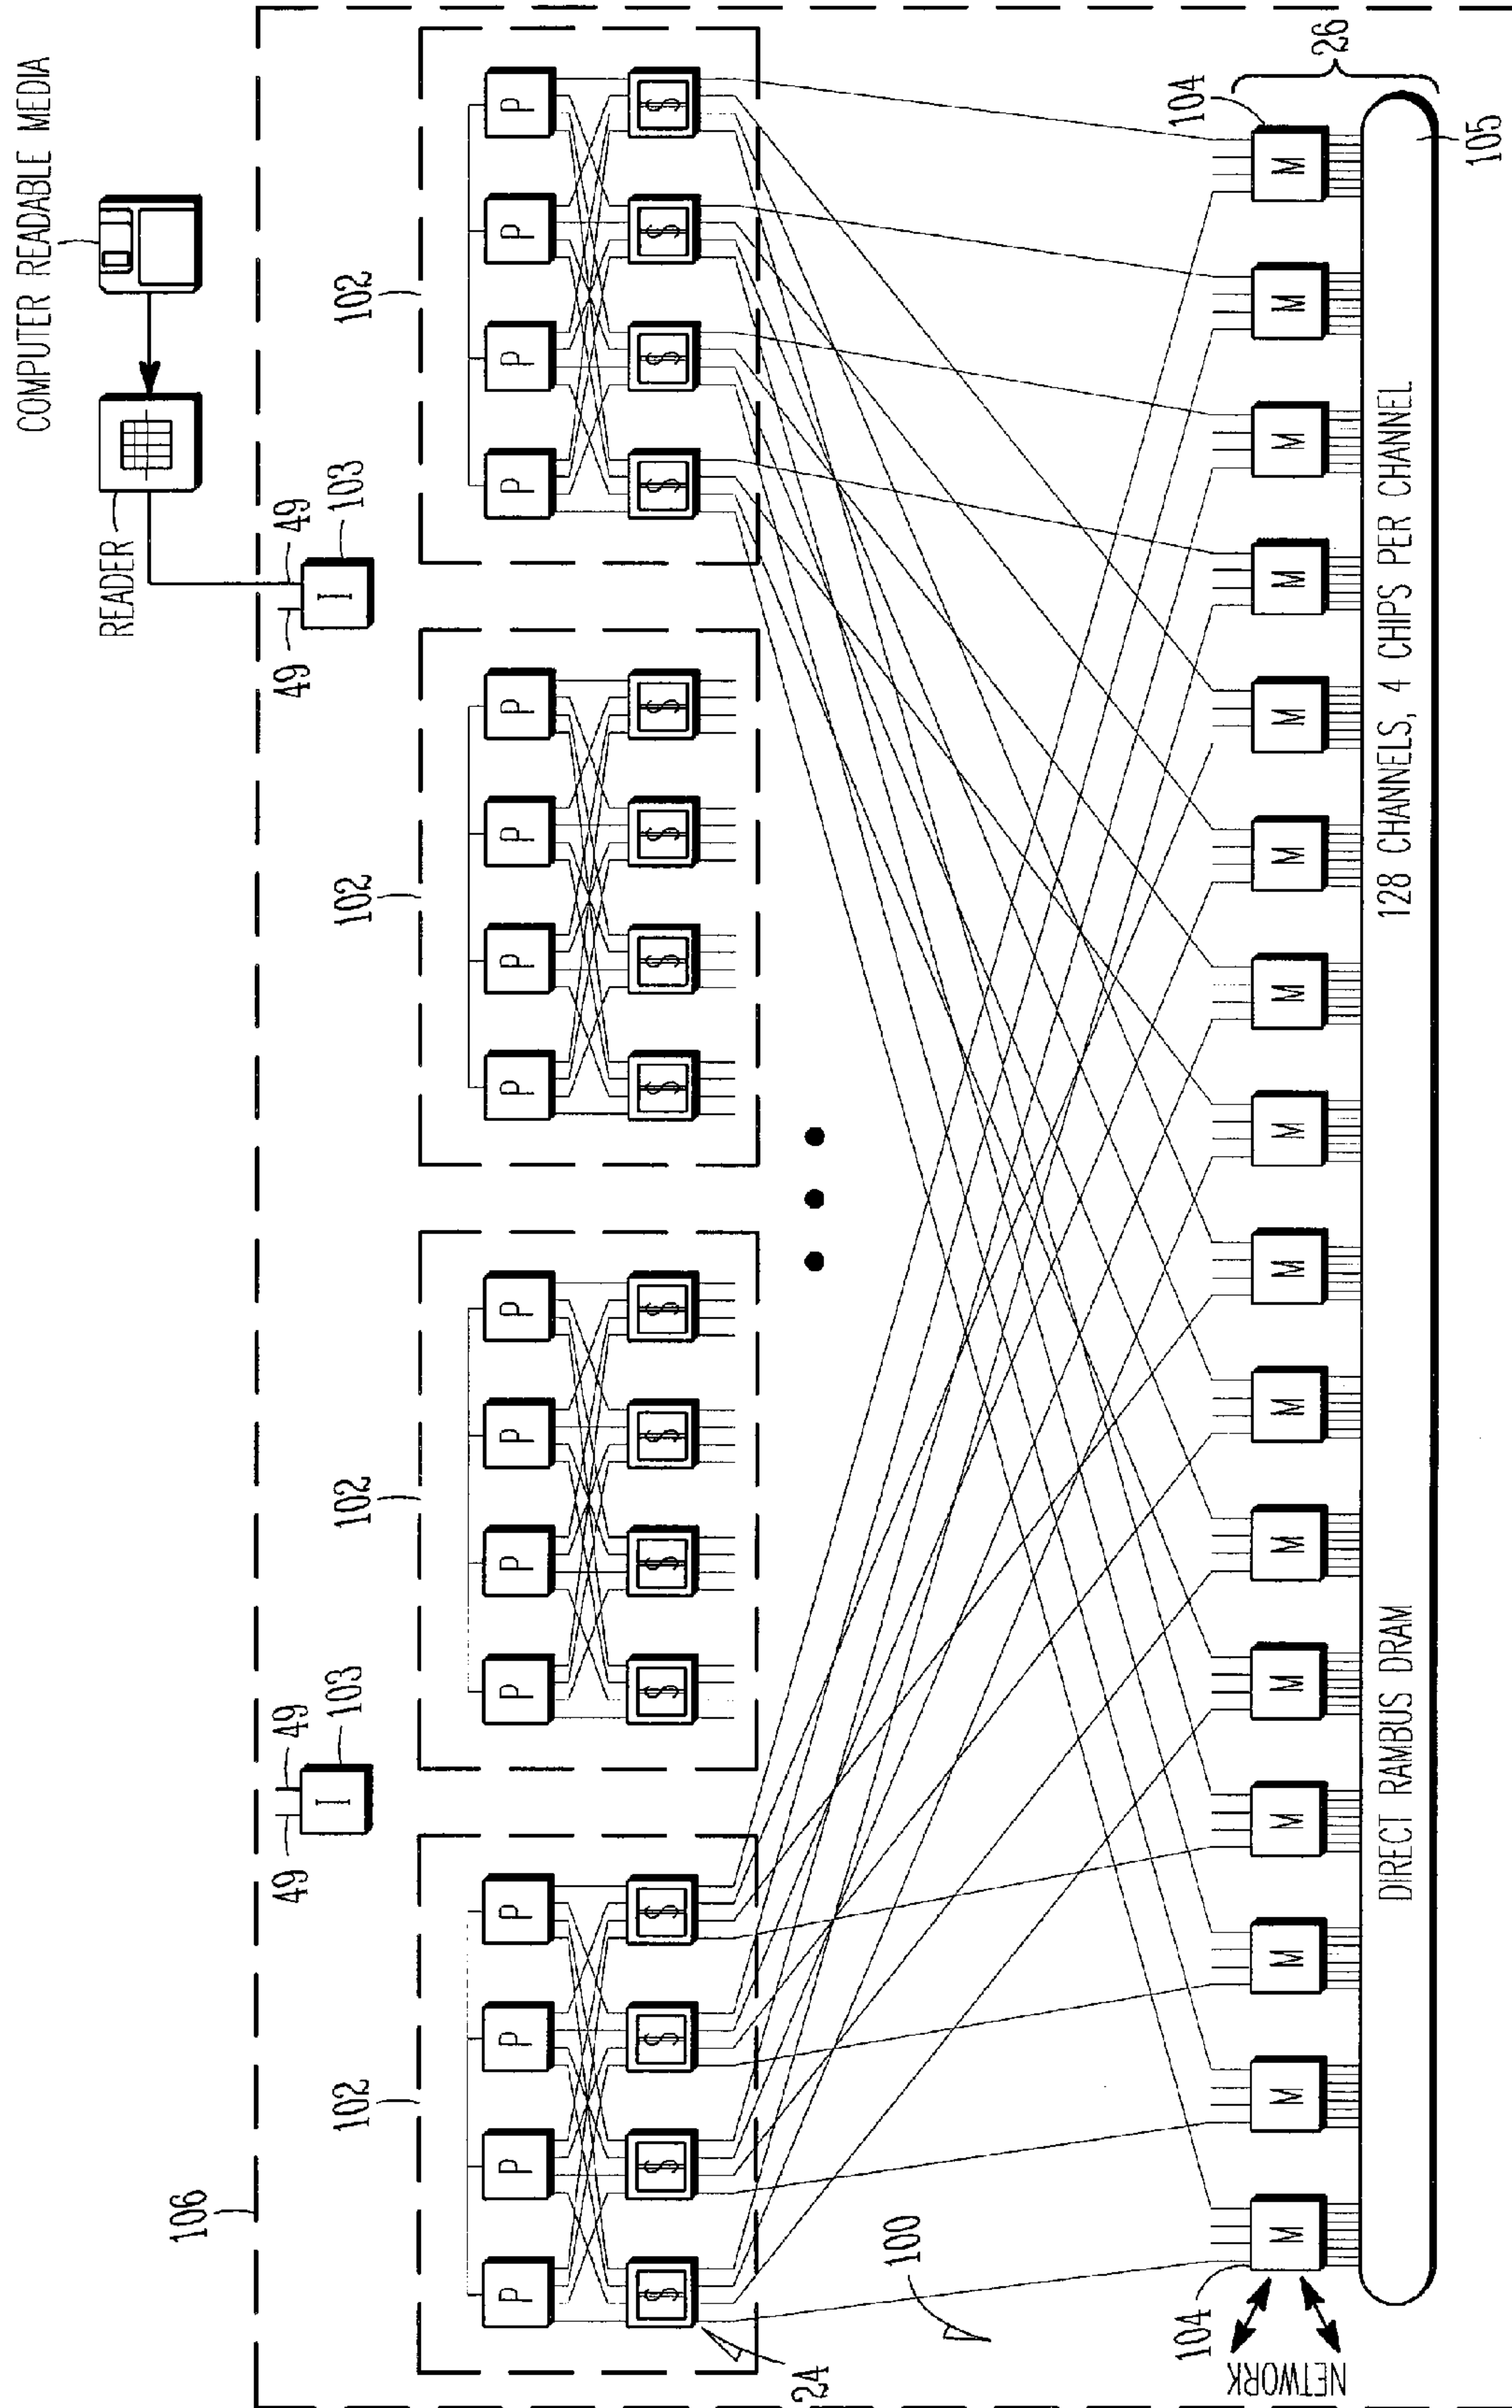 COMPUTER READABLE MEDIA
READER
106
49 49 49 49
I 103 I 103
102 102 102 102
P P P P P P P P P P P P P P P P
$ $ $ $ $ $ $ $ $ $ $ $ $ $ $ $
24
100
104 104
NETWORK
M M M M M M M M M M M M M M M M
26
DIRECT RAMBUS DRAM 128 CHANNELS, 4 CHIPS PER CHANNEL
105